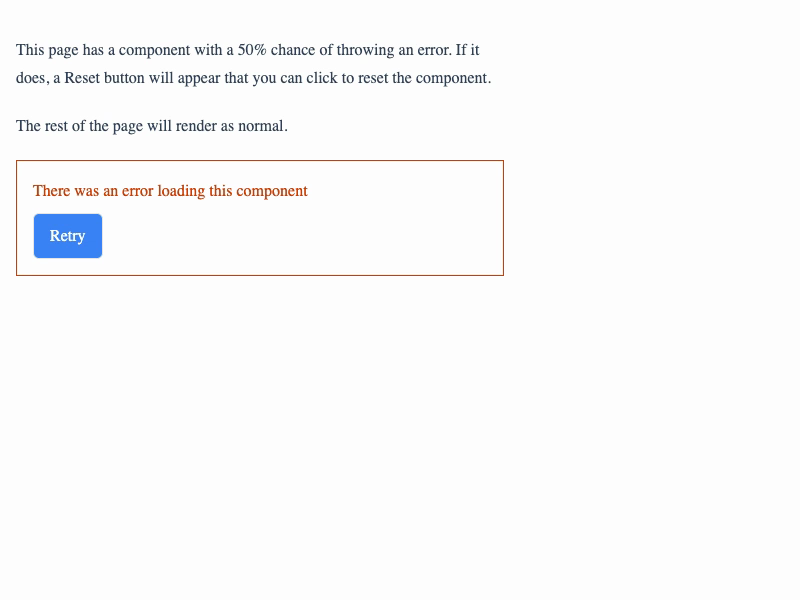 This page has a component with a 50% chance of throwing an error. If it
does, a Reset button will appear that you can click to reset the component.
The rest of the page will render as normal.
There was an error loading this component
Retry